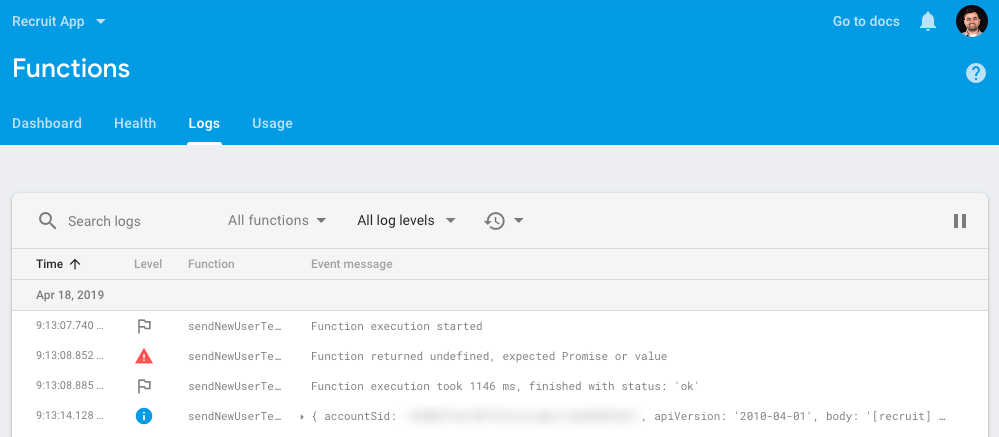 Recruit App Go to docs
Functions
Dashboard Health Logs Usage
Search logs All functions All log levels
Time Level Function Event message
Apr 18, 2019
9:13:07.740 ... sendNewUserTe… Function execution started
9:13:08.852 ... sendNewUserTe… Function returned undefined, expected Promise or value
9:13:08.885 ... sendNewUserTe… Function execution took 1146 ms, finished with status: 'ok'
9:13:14.128 ... sendNewUserTe… { accountSid: , apiVersion: '2010-04-01', body: '[recruit] …